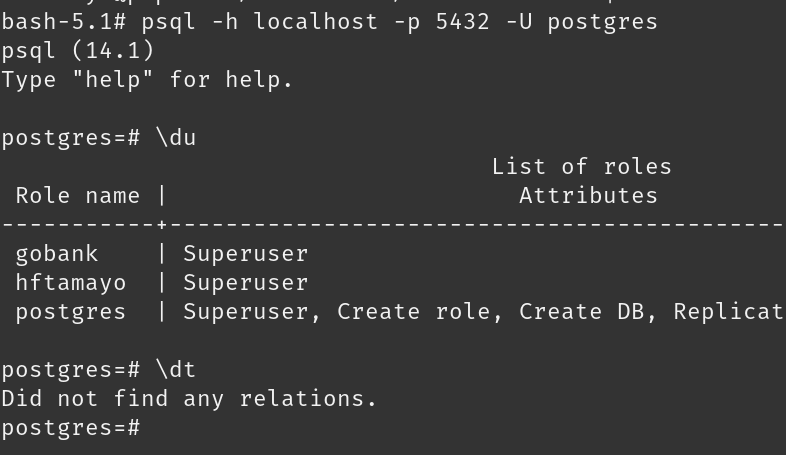 bash-5.1# psql -h localhost -p 5432 -U postgres
psql (14.1)
Type "help" for help.
postgres=# \du
List of roles
Role name | Attributes
-----------+--------------------------------------------
gobank | Superuser
hftamayo | Superuser
postgres | Superuser, Create role, Create DB, Replicat
postgres=# \dt
Did not find any relations.
postgres=#